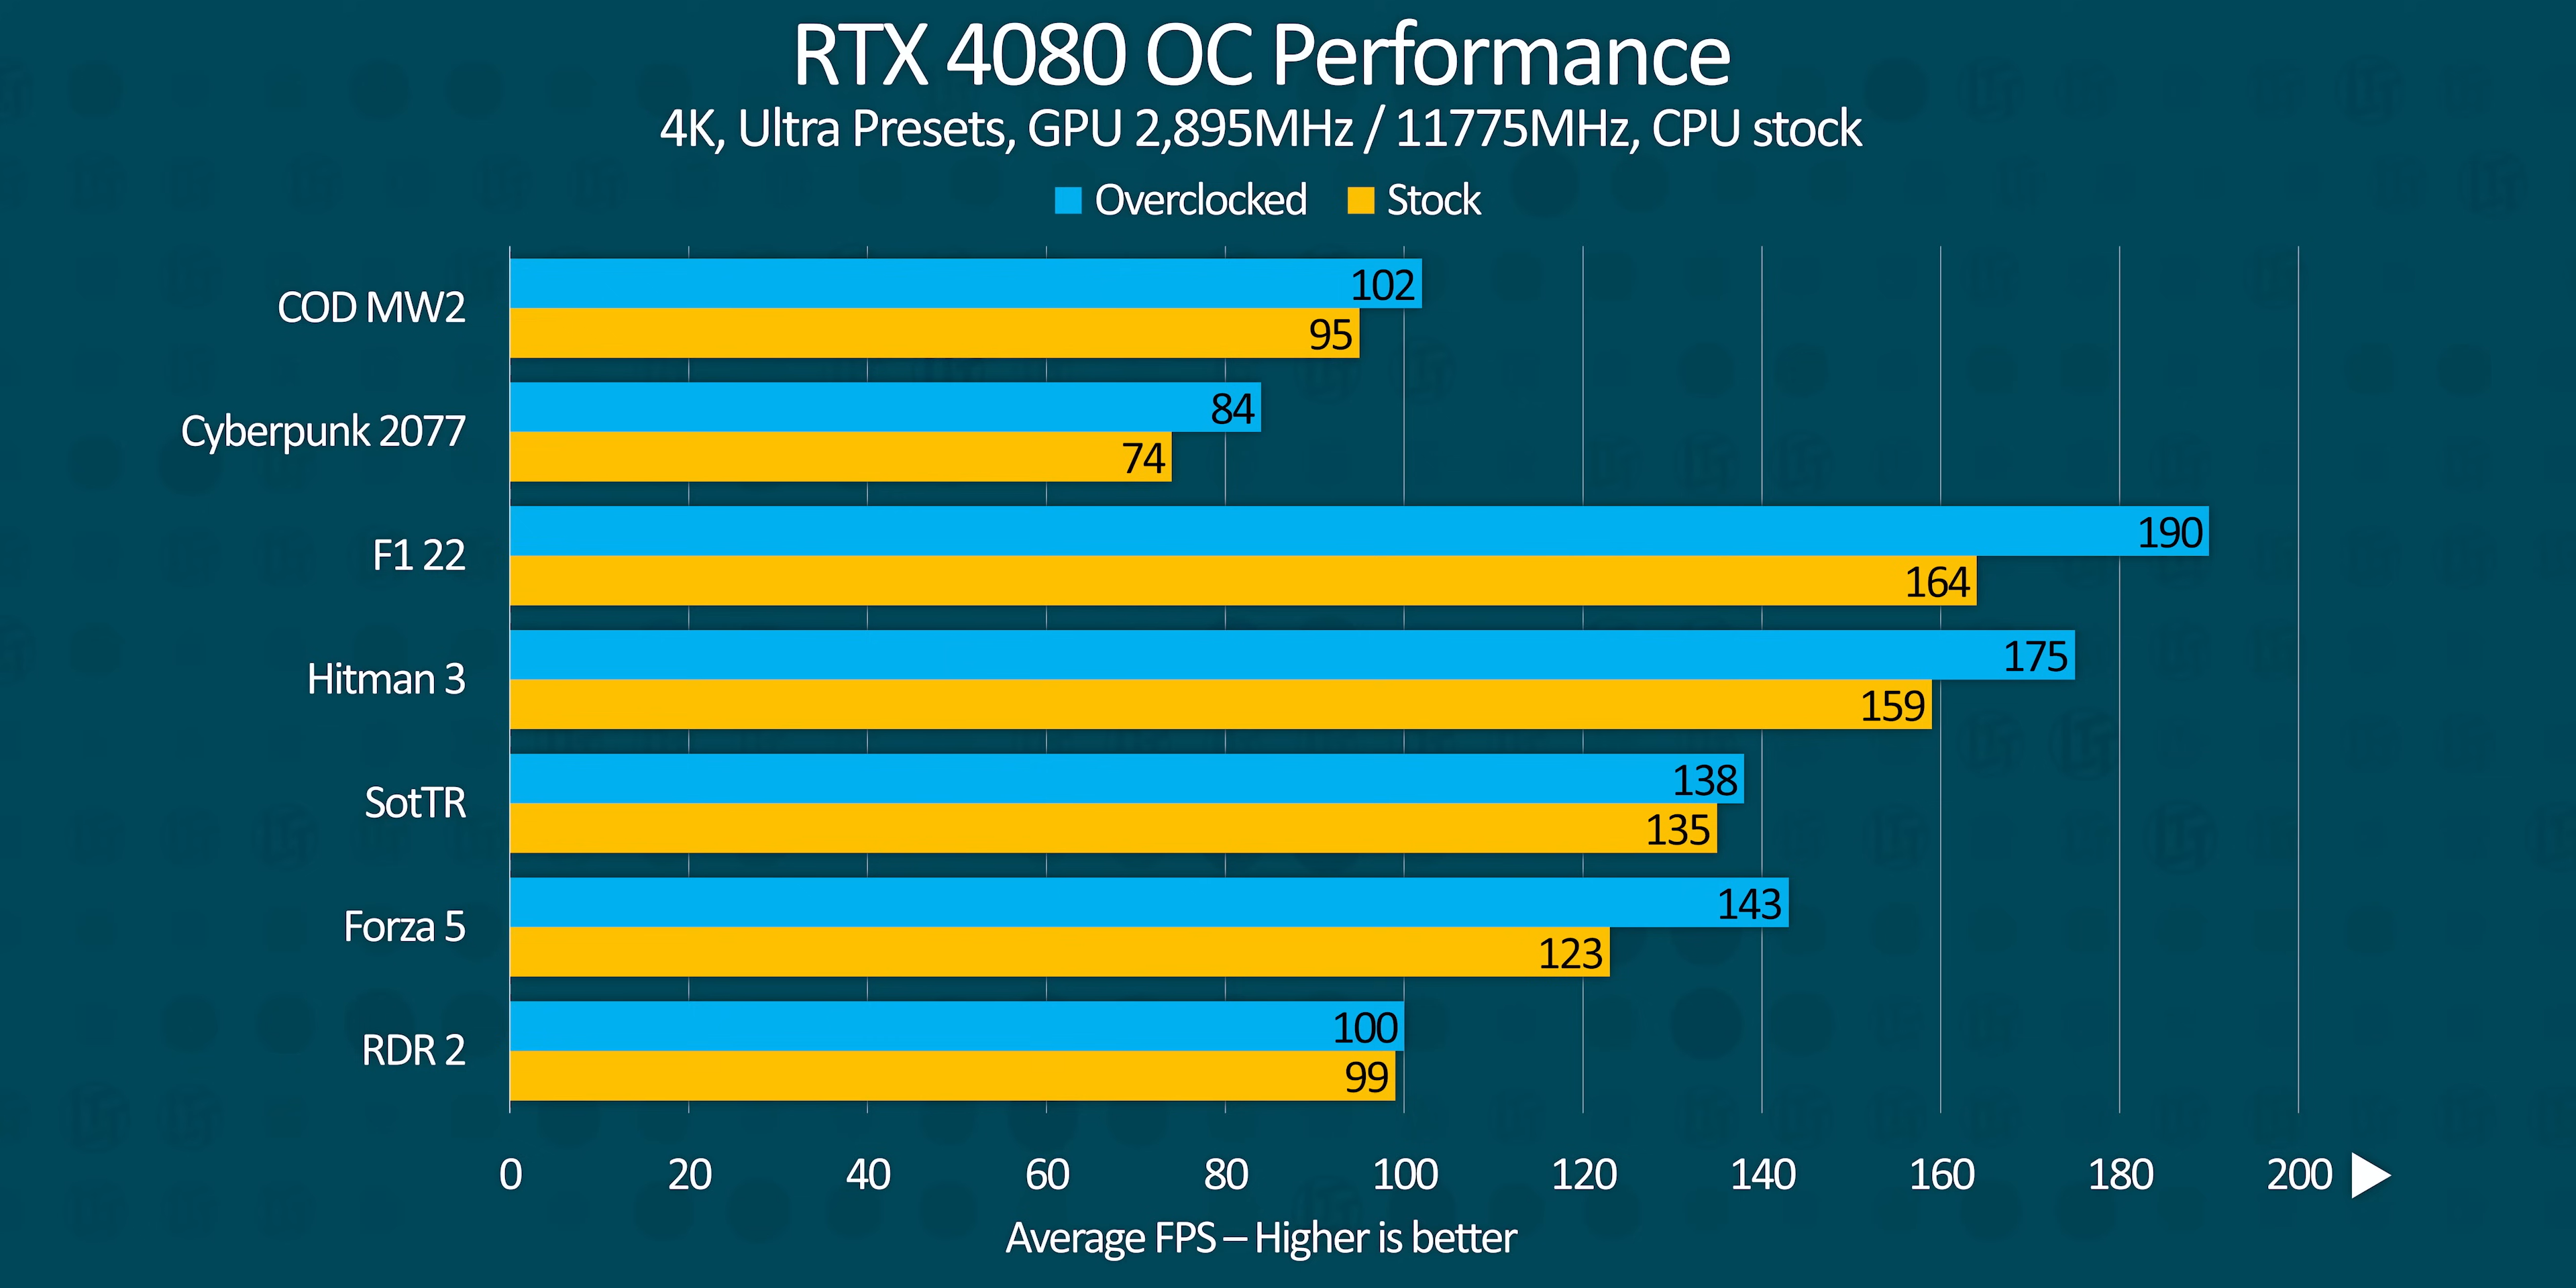 RTX 4080 OC Performance
4K, Ultra Presets, GPU 2,895MHz / 11775MHz, CPU stock
Overclocked Stock
COD MW2
102
95
Cyberpunk 2077
84
74
F1 22
190
164
Hitman 3
175
159
SotTR
138
135
Forza 5
143
123
RDR 2
100
99
0 20 40 60 80 100 120 140 160 180 200
Average FPS – Higher is better